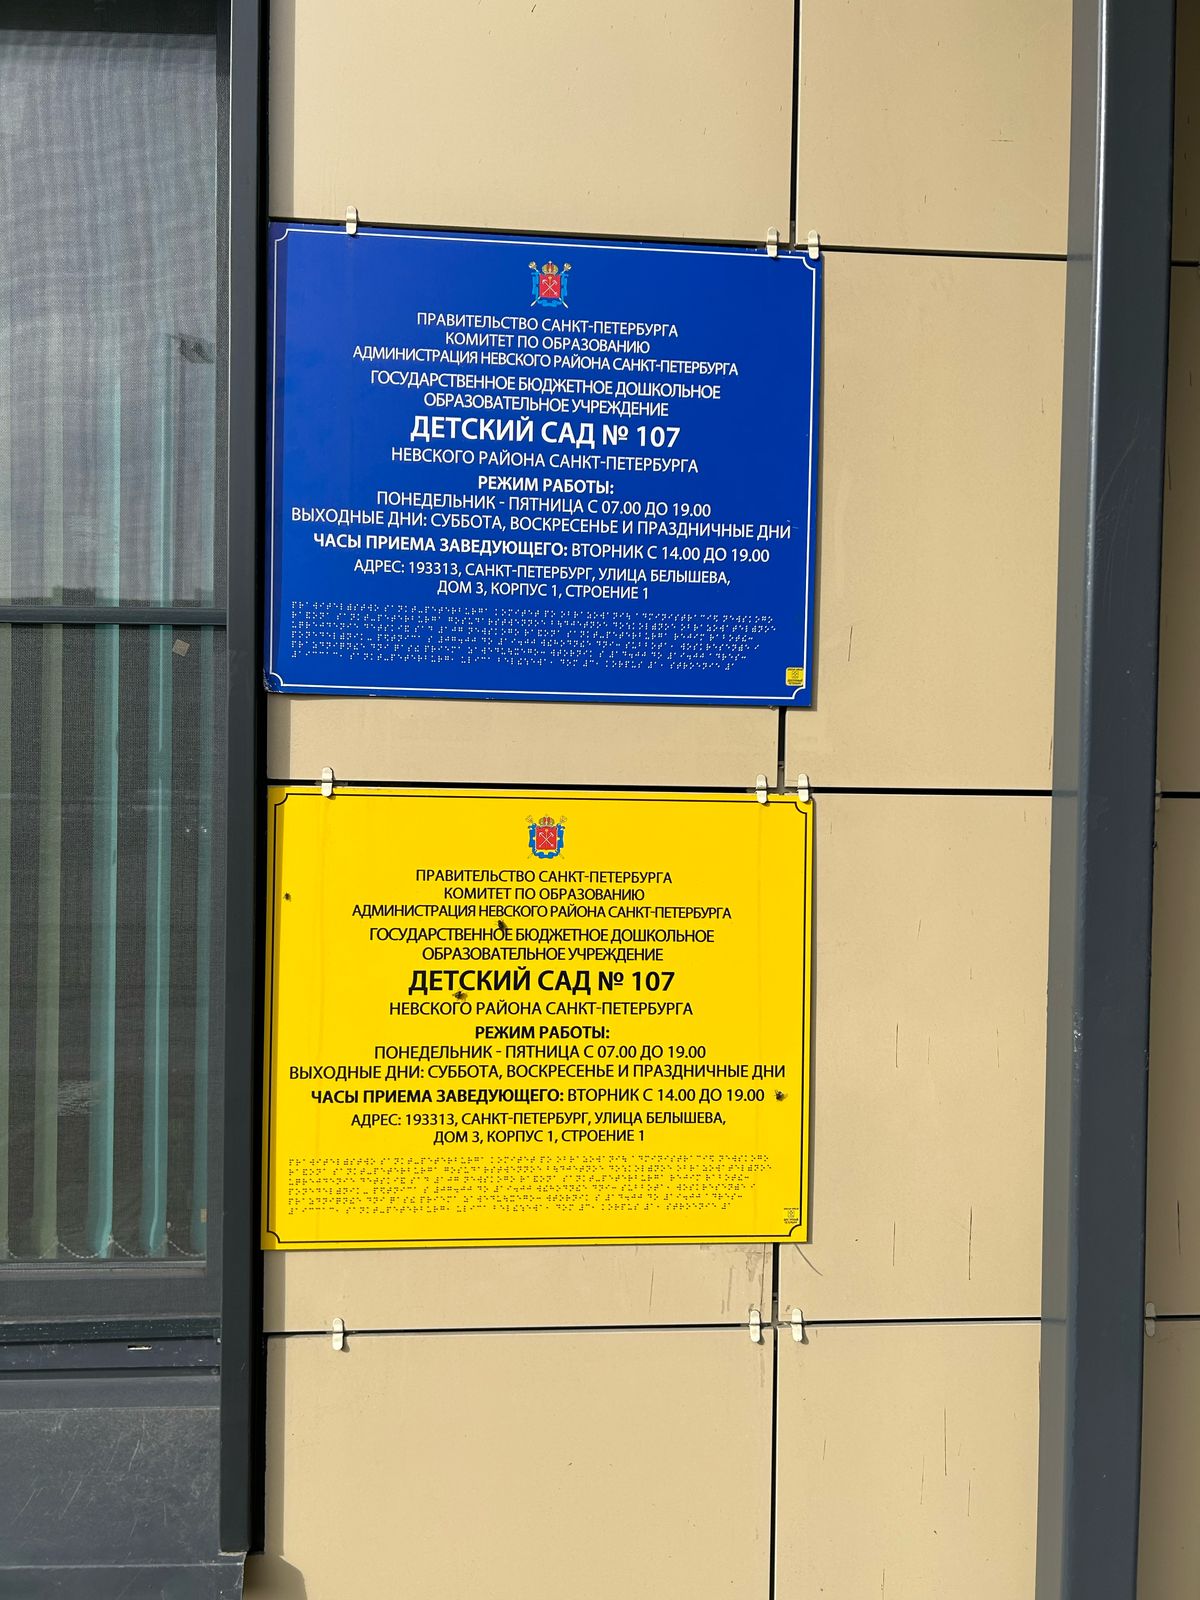 ПРАВИТЕЛЬСТВО САНКТ-ПЕТЕРБУРГА
КОМИТЕТ ПО ОБРАЗОВАНИЮ
АДМИНИСТРАЦИЯ НЕВСКОГО РАЙОНА САНКТ-ПЕТЕРБУРГА
ГОСУДАРСТВЕННОЕ БЮДЖЕТНОЕ ДОШКОЛЬНОЕ
ОБРАЗОВАТЕЛЬНОЕ УЧРЕЖДЕНИЕ
ДЕТСКИЙ САД № 107
НЕВСКОГО РАЙОНА САНКТ-ПЕТЕРБУРГА
РЕЖИМ РАБОТЫ:
ПОНЕДЕЛЬНИК - ПЯТНИЦА С 07.00 ДО 19.00
ВЫХОДНЫЕ ДНИ: СУББОТА, ВОСКРЕСЕНЬЕ И ПРАЗДНИЧНЫЕ ДНИ
ЧАСЫ ПРИЕМА ЗАВЕДУЮЩЕГО: ВТОРНИК С 14.00 ДО 19.00
АДРЕС: 193313, САНКТ-ПЕТЕРБУРГ, УЛИЦА БЕЛЫШЕВА,
ДОМ 3, КОРПУС 1, СТРОЕНИЕ 1
ПРАВИТЕЛЬСТВО САНКТ-ПЕТЕРБУРГА
КОМИТЕТ ПО ОБРАЗОВАНИЮ
АДМИНИСТРАЦИЯ НЕВСКОГО РАЙОНА САНКТ-ПЕТЕРБУРГА
ГОСУДАРСТВЕННОЕ БЮДЖЕТНОЕ ДОШКОЛЬНОЕ
ОБРАЗОВАТЕЛЬНОЕ УЧРЕЖДЕНИЕ
ДЕТСКИЙ САД № 107
НЕВСКОГО РАЙОНА САНКТ-ПЕТЕРБУРГА
РЕЖИМ РАБОТЫ:
ПОНЕДЕЛЬНИК - ПЯТНИЦА С 07.00 ДО 19.00
ВЫХОДНЫЕ ДНИ: СУББОТА, ВОСКРЕСЕНЬЕ И ПРАЗДНИЧНЫЕ ДНИ
ЧАСЫ ПРИЕМА ЗАВЕДУЮЩЕГО: ВТОРНИК С 14.00 ДО 19.00
АДРЕС: 193313, САНКТ-ПЕТЕРБУРГ, УЛИЦА БЕЛЫШЕВА,
ДОМ 3, КОРПУС 1, СТРОЕНИЕ 1